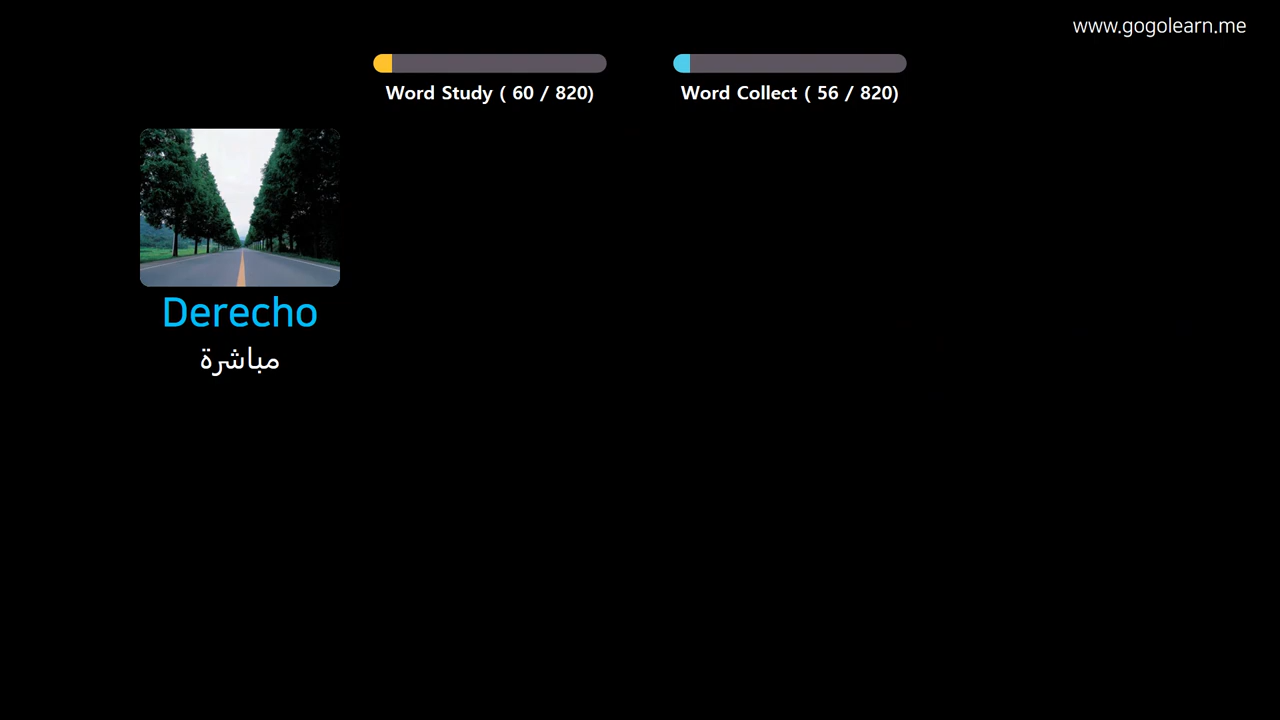 www.gogolearn.me
Word Study ( 60 / 820)
Word Collect ( 56 / 820)
Derecho
مباشرة